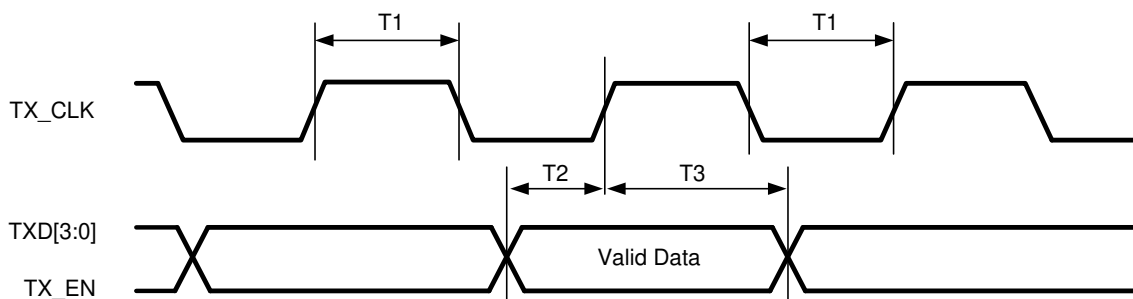 T1
T1
TX_CLK
T2
T3
TXD[3:0]
Valid Data
TX_EN